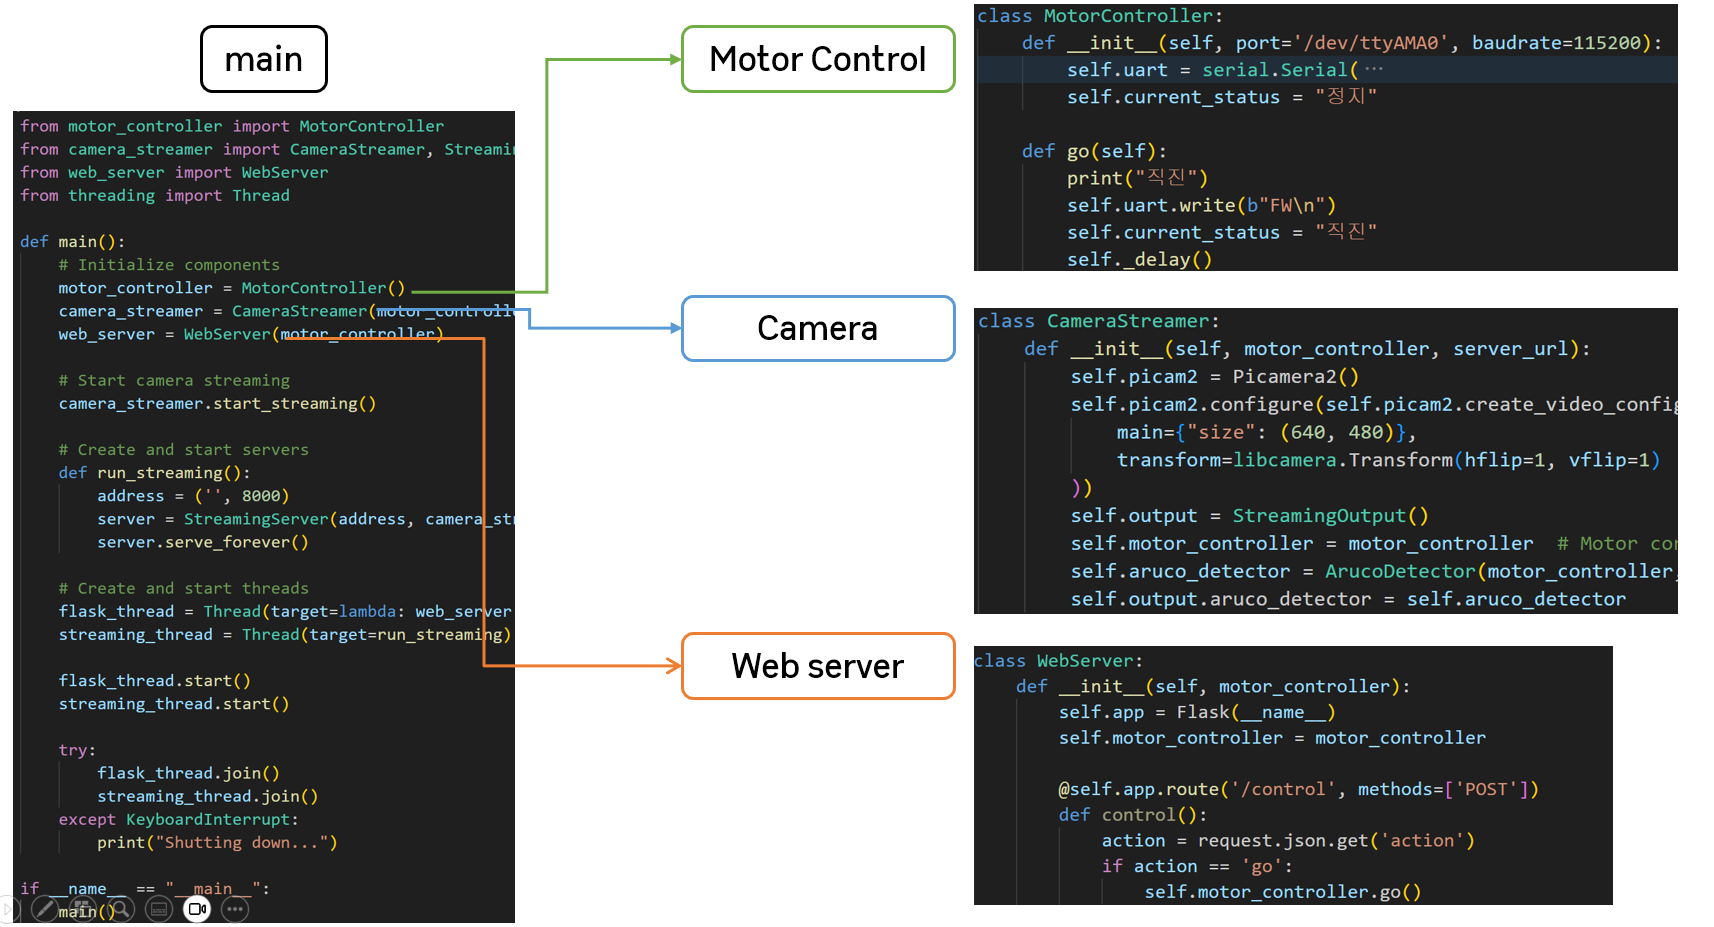 main
from motor_controller import MotorController
from camera_streamer import CameraStreamer, Streamin
from web_server import WebServer
from threading import Thread
def main():
# Initialize components
motor_controller = MotorController()
camera_streamer = CameraStreamer(motor_controlle
web_server = WebServer(motor_controller)
# Start camera streaming
camera_streamer.start_streaming()
# Create and start servers
def run_streaming():
address = ('', 8000)
server = StreamingServer(address, camera_str
server.serve_forever()
# Create and start threads
flask_thread = Thread(target=lambda: web_server
streaming_thread = Thread(target=run_streaming)
flask_thread.start()
streaming_thread.start()
try:
flask_thread.join()
streaming_thread.join()
except KeyboardInterrupt:
print("Shutting down...")
if __name__ == "__main__":
main()
Motor Control
class MotorController:
def __init__(self, port='/dev/ttyAMA0', baudrate=115200):
self.uart = serial.Serial(···
self.current_status = "정지"
def go(self):
print("직진")
self.uart.write(b"FW\n")
self.current_status = "직진"
self._delay()
Camera
class CameraStreamer:
def __init__(self, motor_controller, server_url):
self.picam2 = Picamera2()
self.picam2.configure(self.picam2.create_video_config
main={"size": (640, 480)},
transform=libcamera.Transform(hflip=1, vflip=1)
))
self.output = StreamingOutput()
self.motor_controller = motor_controller # Motor con
self.aruco_detector = ArucoDetector(motor_controller,
self.output.aruco_detector = self.aruco_detector
Web server
class WebServer:
def __init__(self, motor_controller):
self.app = Flask(__name__)
self.motor_controller = motor_controller
@self.app.route('/control', methods=['POST'])
def control():
action = request.json.get('action')
if action == 'go':
self.motor_controller.go()